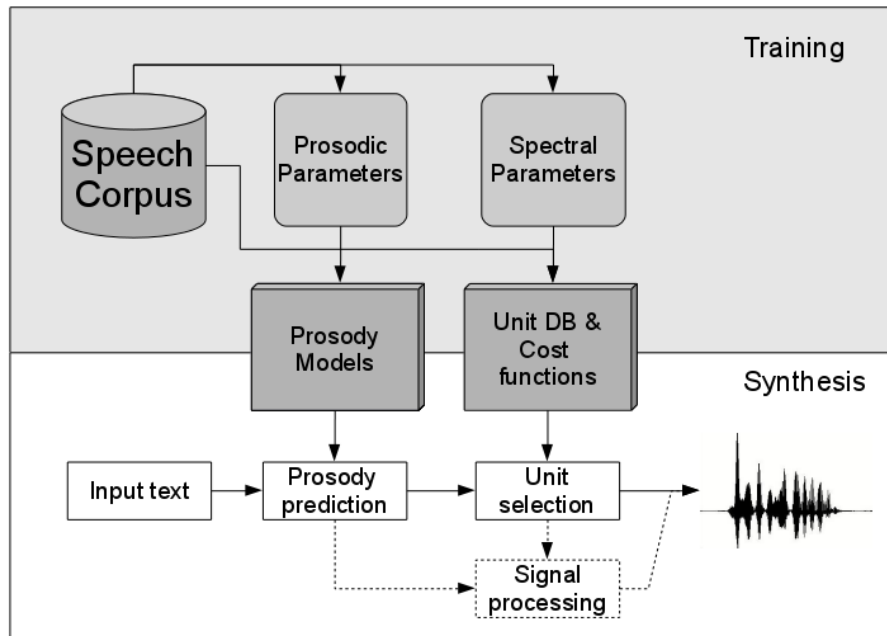 Training
Speech
Corpus
Prosodic
Parameters
Spectral
Parameters
Prosody
Models
Unit DB &
Cost
functions
Synthesis
Input text
Prosody
prediction
Unit
selection
Signal
processing